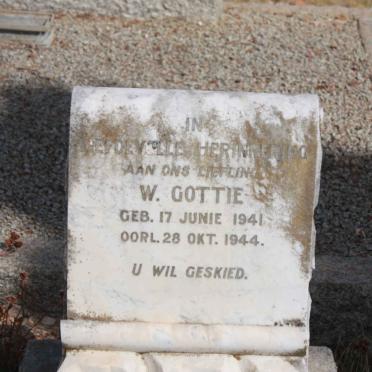 IN
LIEFDEVOLLE HERINNERING
AAN ONS LIEFLING
W. GOTTIE
GEB. 17 JUNIE 1941
OORL. 28 OKT. 1944.
U WIL GESKIED.